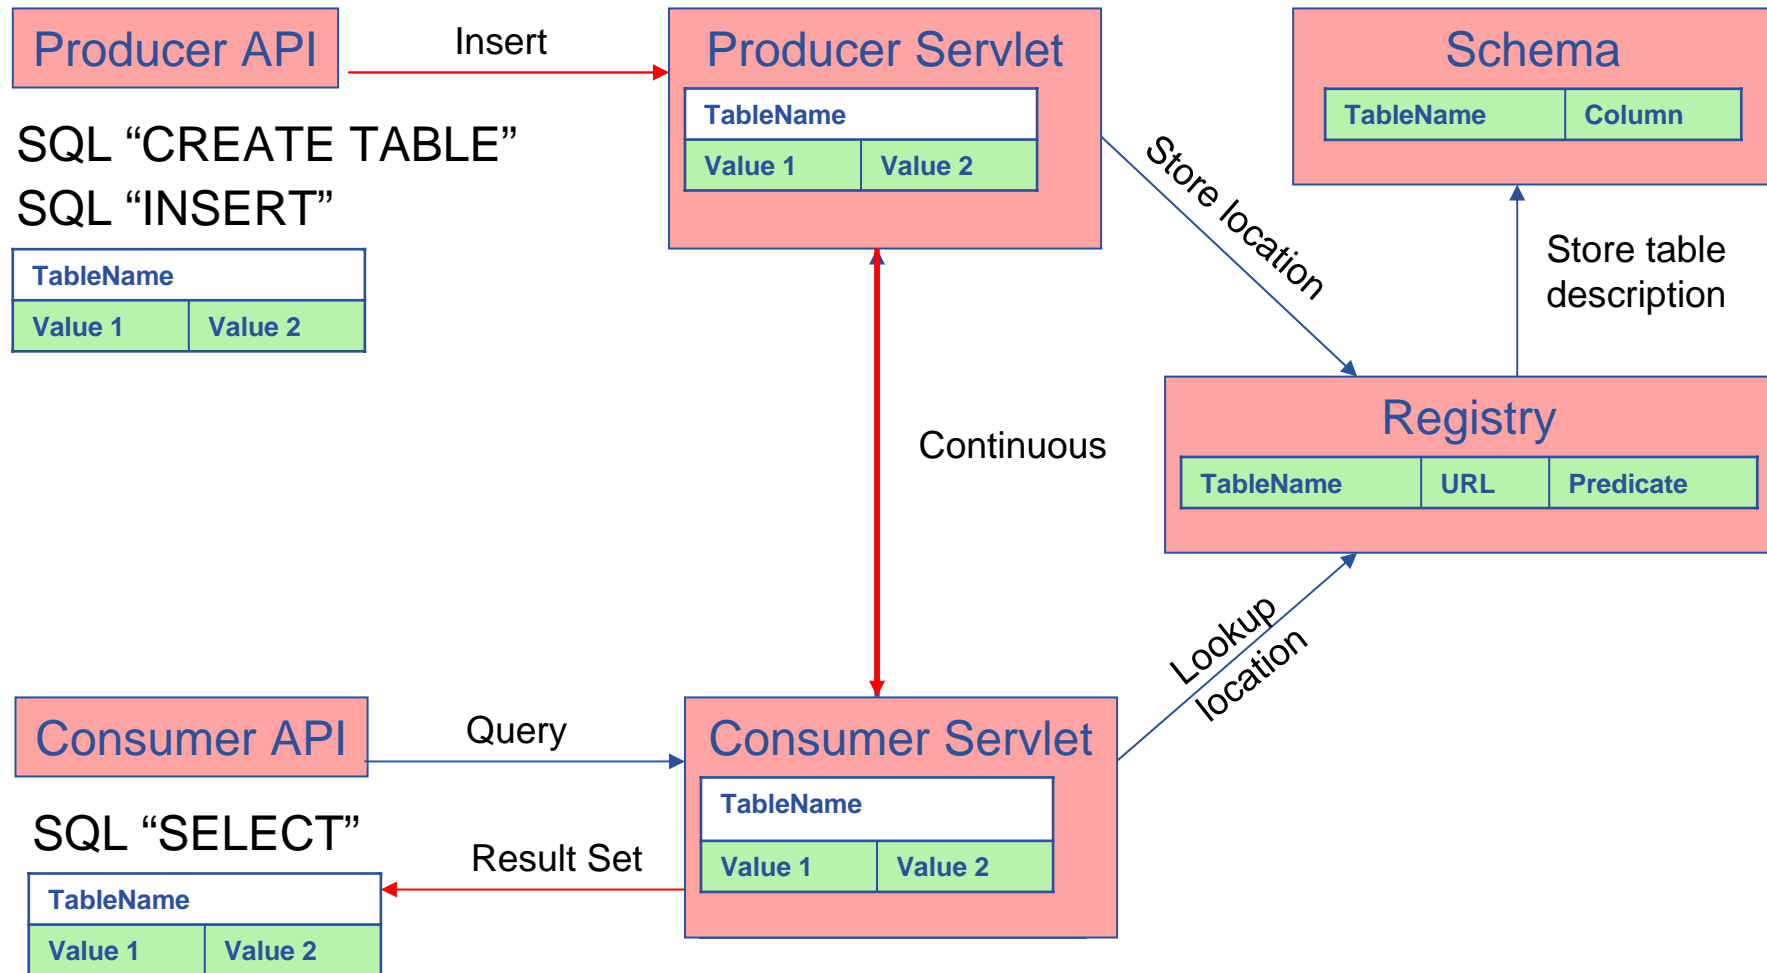 Producer API
Insert
Producer Servlet
TableName
Value 1 Value 2
Schema
TableName Column
SQL “CREATE TABLE”
SQL “INSERT”
TableName
Value 1 Value 2
Store location
Store table
description
Continuous
Registry
TableName URL Predicate
Lookup
location
Consumer API
Query
Consumer Servlet
TableName
Value 1 Value 2
SQL “SELECT”
Result Set
TableName
Value 1 Value 2